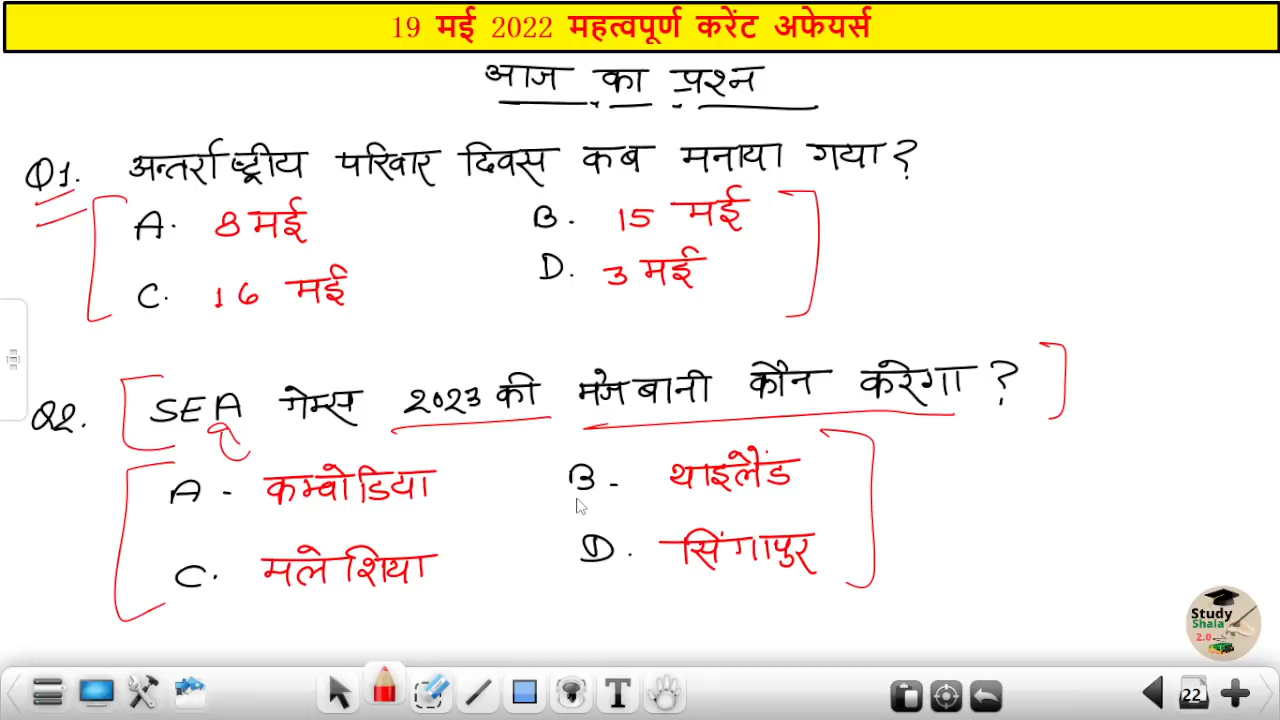 19 मई 2022 महत्वपूर्ण करेंट अफेयर्स
आज का प्रश्न
Q1. अन्तर्राष्ट्रीय परिवार दिवस कब मनाया गया?
A. 8 मई B. 15 मई
C. 16 मई D. 3 मई
Q2. SEA गेम्स 2023 की मेजबानी कौन करेगा?
A - कम्बोडिया B - थाईलैंड
C. मलेशिया D. सिंगापुर
Study
Shala
2.0
T
22